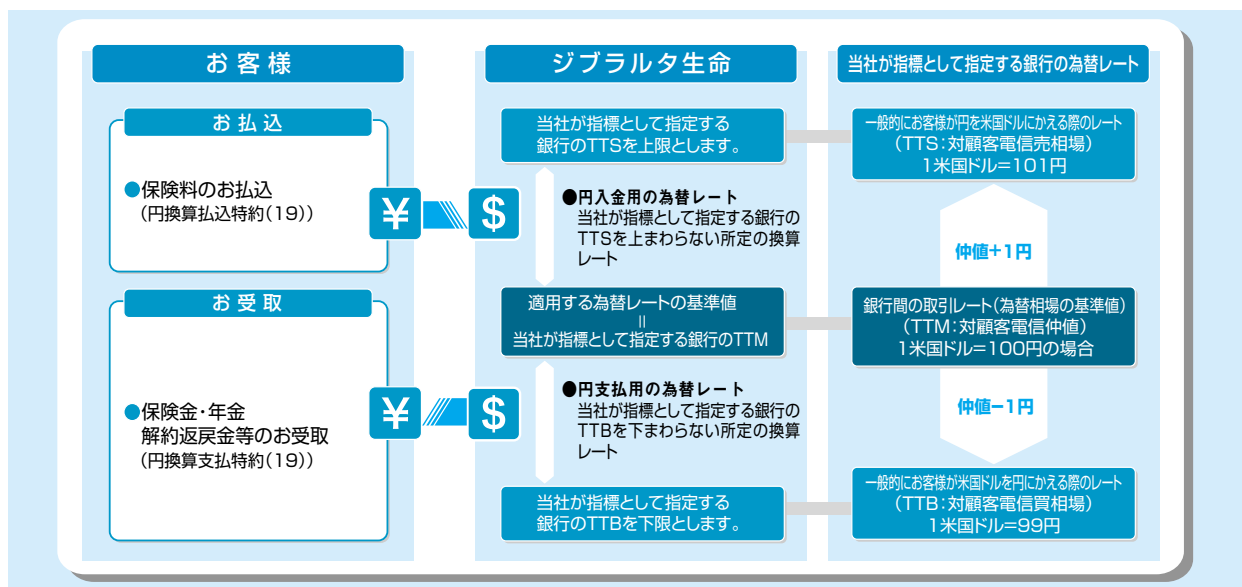 お客様
お払込
●保険料のお払込
（円換算払込特約（19））
¥ $
お受取
●保険金・年金
解約返戻金等のお受取
（円換算支払特約（19））
¥ $
ジブラルタ生命
当社が指標として指定する
銀行のTTSを上限とします。
●円入金用の為替レート
当社が指標として指定する銀行の
TTSを上まわらない所定の換算
レート
適用する為替レートの基準値
＝
当社が指標として指定する銀行のTTM
●円支払用の為替レート
当社が指標として指定する銀行の
TTBを下まわらない所定の換算
レート
当社が指標として指定する
銀行のTTBを下限とします。
当社が指標として指定する銀行の為替レート
一般的にお客様が円を米国ドルにかえる際のレート
（TTS：対顧客電信売相場）
1米国ドル＝101円
仲値+1円
銀行間の取引レート（為替相場の基準値）
（TTM：対顧客電信仲値）
1米国ドル＝100円の場合
仲値−1円
一般的にお客様が米国ドルを円にかえる際のレート
（TTB：対顧客電信買相場）
1米国ドル＝99円